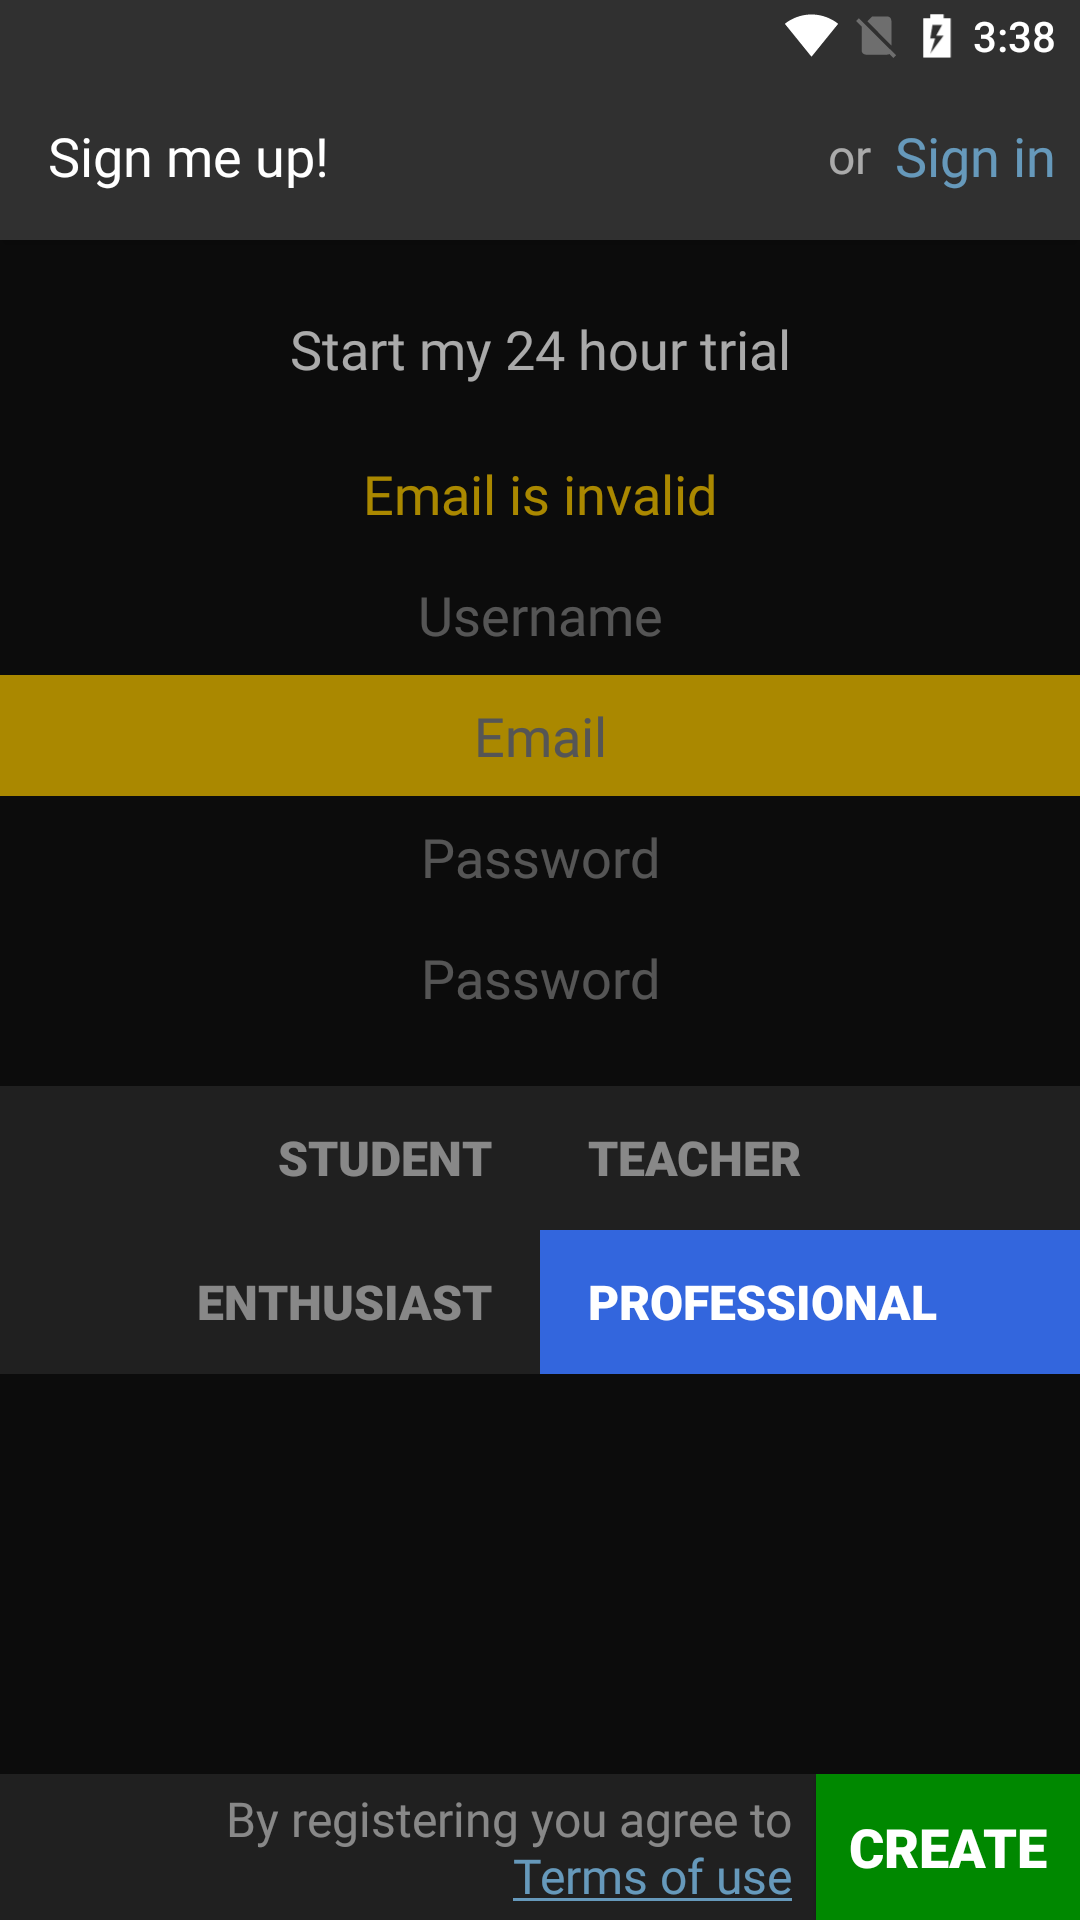 3:38
Sign me up! or Sign in
Start my 24 hour trial
Email is invalid
Username
Email
Password
Password
STUDENT TEACHER
ENTHUSIAST PROFESSIONAL
By registering you agree to
Terms of use
CREATE